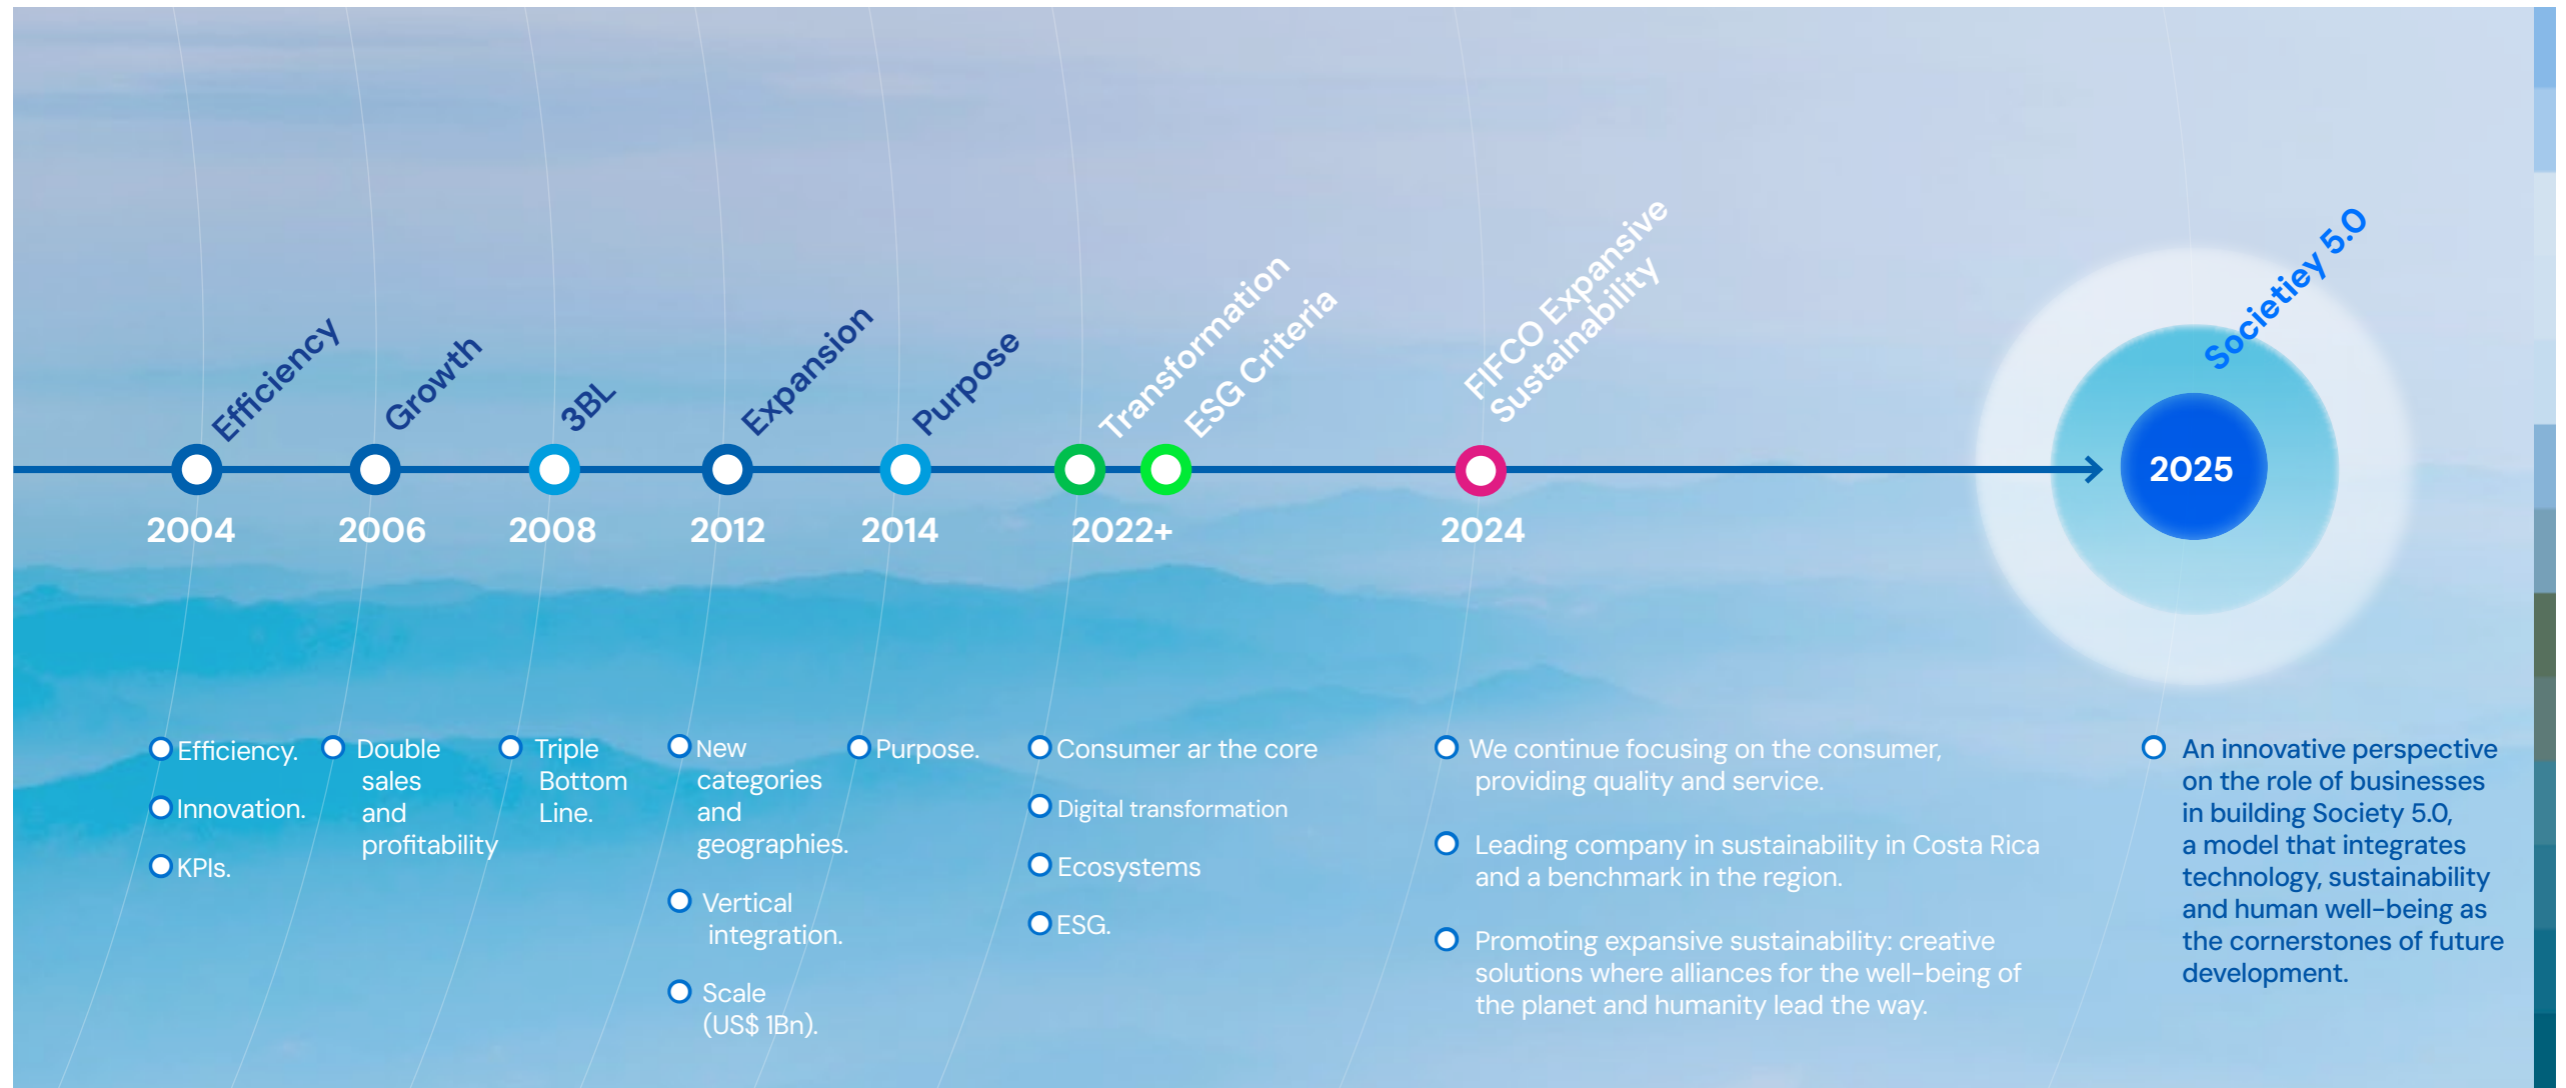 Efficiency
Growth
3BL
Expansion
Purpose
Transformation
ESG Criteria
FIFCO Expansive
Sustainability
Societiey 5.0
2004
2006
2008
2012
2014
2022+
2024
2025
Efficiency.
Innovation.
KPIs.
Double
sales
and
profitability
Triple
Bottom
Line.
New
categories
and
geographies.
Vertical
integration.
Scale
(US$ 1Bn).
Purpose.
Consumer ar the core
Digital transformation
Ecosystems
ESG.
We continue focusing on the consumer,
providing quality and service.
Leading company in sustainability in Costa Rica
and a benchmark in the region.
Promoting expansive sustainability: creative
solutions where alliances for the well-being of
the planet and humanity lead the way.
An innovative perspective
on the role of businesses
in building Society 5.0,
a model that integrates
technology, sustainability
and human well-being as
the cornerstones of future
development.